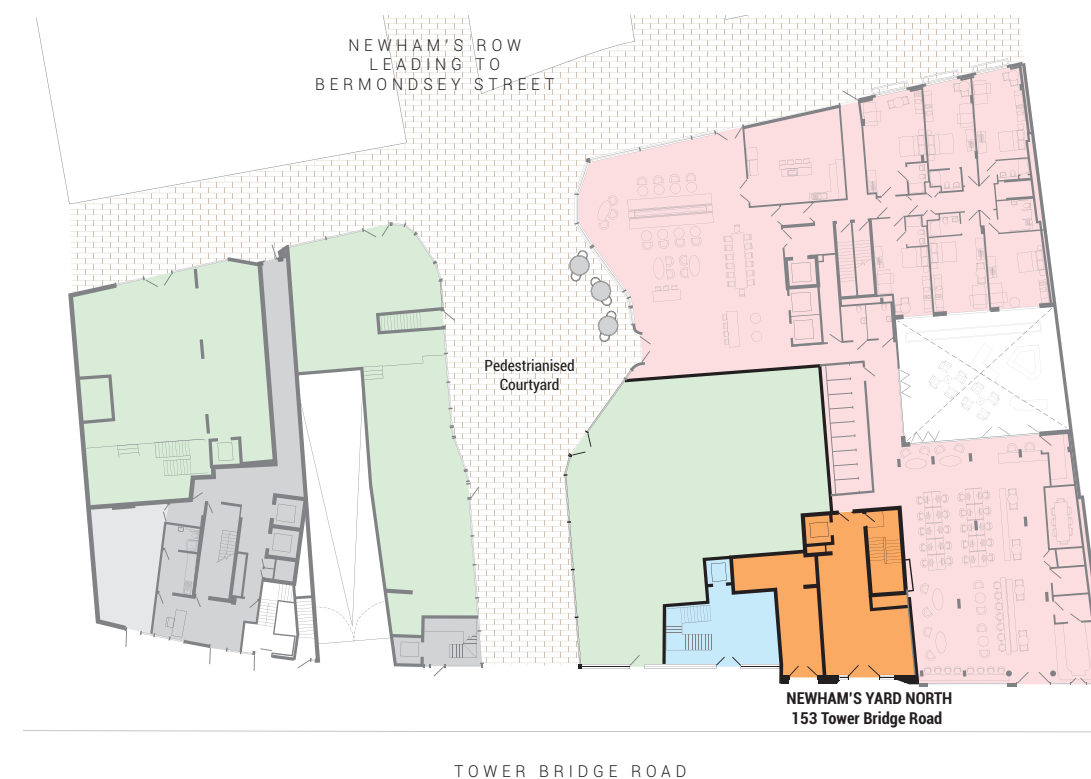 NEWHAM'S ROW
LEADING TO
BERMONDSEY STREET
Pedestrianised
Courtyard
NEWHAM'S YARD NORTH
153 Tower Bridge Road
TOWER BRIDGE ROAD